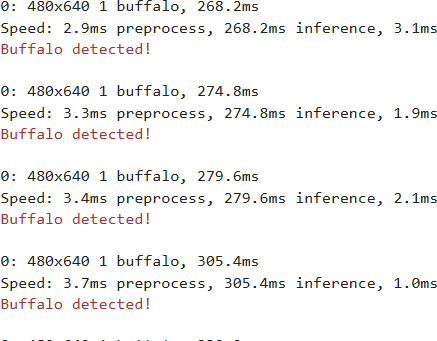 0: 480x640 1 buffalo, 268.2ms
Speed: 2.9ms preprocess, 268.2ms inference, 3.1ms
Buffalo detected!
0: 480x640 1 buffalo, 274.8ms
Speed: 3.3ms preprocess, 274.8ms inference, 1.9ms
Buffalo detected!
0: 480x640 1 buffalo, 279.6ms
Speed: 3.4ms preprocess, 279.6ms inference, 2.1ms
Buffalo detected!
0: 480x640 1 buffalo, 305.4ms
Speed: 3.7ms preprocess, 305.4ms inference, 1.0ms
Buffalo detected!